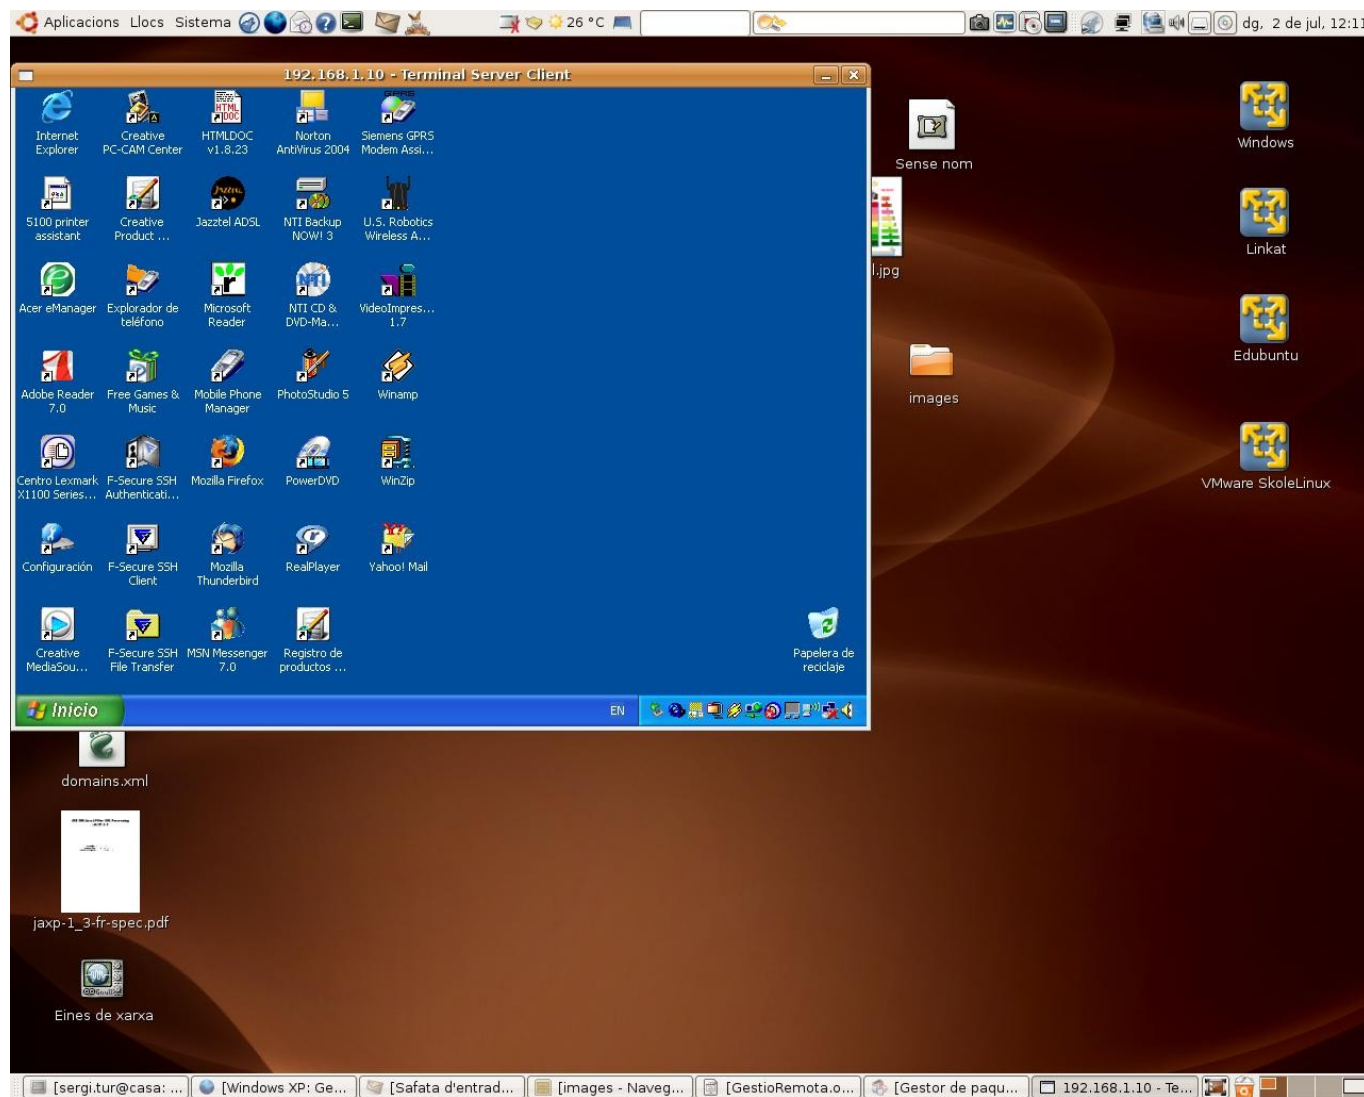 Aplicacions Llocs Sistema 26 °C dg, 2 de jul, 12:11
192.168.1.10 - Terminal Server Client
Internet Explorer
Creative PC-CAM Center
HTMLDOC v1.8.23
Norton AntiVirus 2004
Siemens GPRS Modem Assi...
5100 printer assistant
Creative Product ...
Jazztel ADSL
NTI Backup NOW! 3
U.S. Robotics Wireless A...
Acer eManager
Explorador de teléfono
Microsoft Reader
NTI CD & DVD-Ma...
VideoImpres... 1.7
Adobe Reader 7.0
Free Games & Music
Mobile Phone Manager
PhotoStudio 5
Winamp
Centro Lexmark X1100 Series...
F-Secure SSH Authenticati...
Mozilla Firefox
PowerDVD
WinZip
Configuración
F-Secure SSH Client
Mozilla Thunderbird
RealPlayer
Yahoo! Mail
Creative MediaSou...
F-Secure SSH File Transfer
MSN Messenger 7.0
Registro de productos ...
Papelera de reciclaje
Inicio
EN
Sense nom
l.jpg
images
Windows
Linkat
Edubuntu
VMware SkoleLinux
domains.xml
jaxp-1_3-fr-spec.pdf
Eines de xarxa
[sergi.tur@casa: ...
[Windows XP: Ge...
[Safata d'entrad...
[images - Naveg...
[GestioRemota.o...
[Gestor de paqu...
192.168.1.10 - Te...